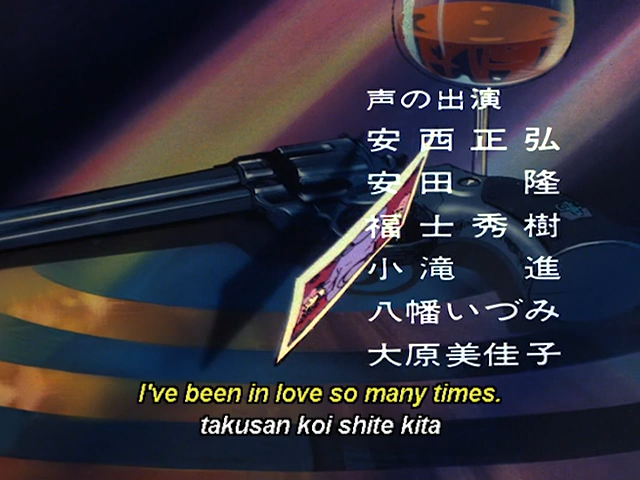 声の出演
安西正弘
安田 隆
福士秀樹
小滝 進
八幡いづみ
大原美佳子
I've been in love so many times.
takusan koi shite kita